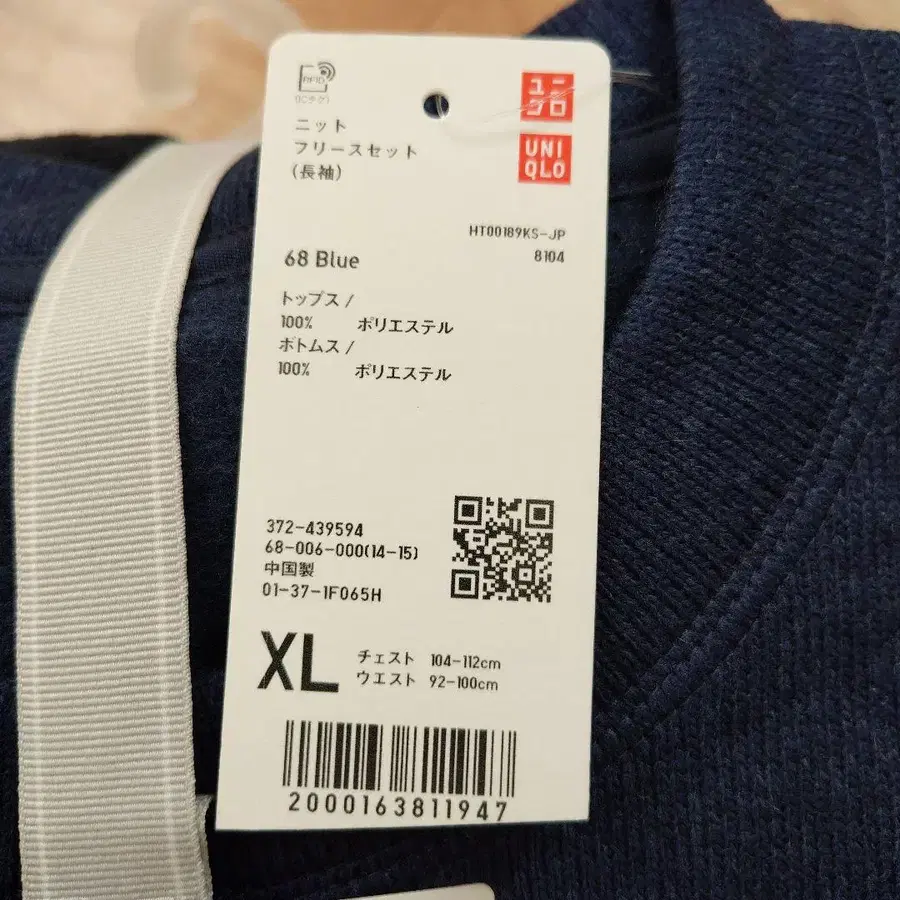 RFID
(ICタグ)
ニット
フリースセット
(長袖)
ユニ
クロ
UNI
QLO
HT00189KS-JP
8104
68 Blue
トップス /
100% ポリエステル
ボトムス /
100% ポリエステル
372-439594
68-006-000(14-15)
中国製
01-37-1F065H
XL
チェスト 104-112cm
ウエスト 92-100cm
2000163811947